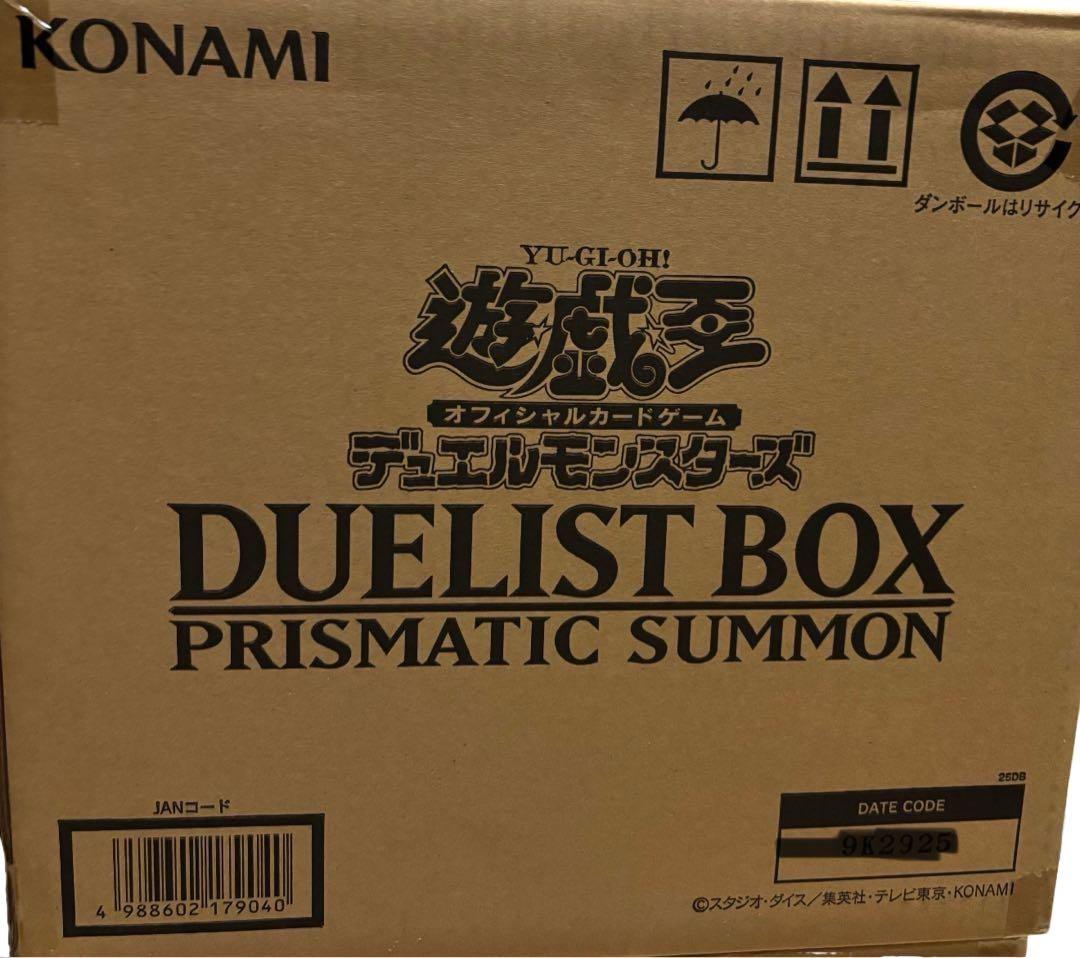 KONAMI
ダンボールはリサイク
YU-GI-OH!
遊戯王
オフィシャルカードゲーム
デュエルモンスターズ
DUELIST BOX
PRISMATIC SUMMON
25DB
JANコード
DATE CODE
9K2925
4 988602 179040
©スタジオ・ダイス/集英社・テレビ東京・KONAMI